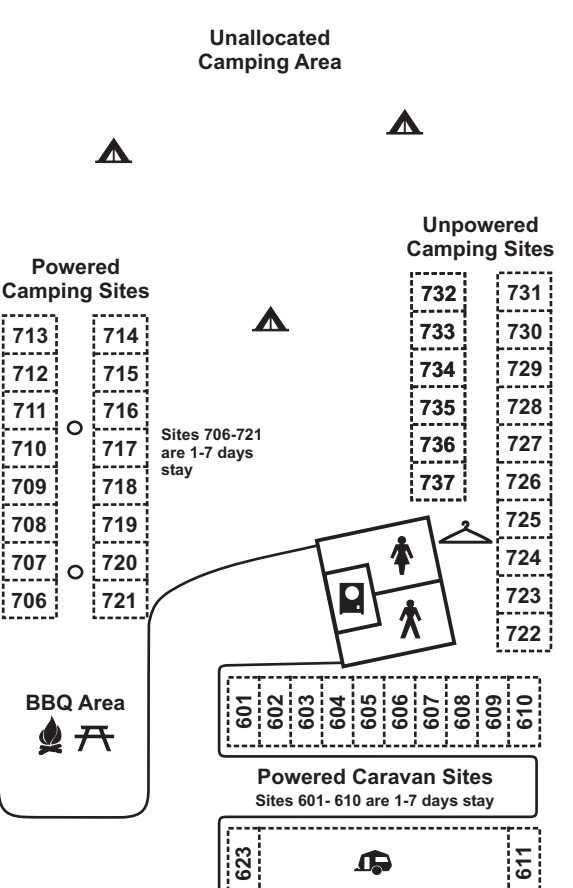 Unallocated
Camping Area
Unpowered
Camping Sites
Powered
Camping Sites
732 731
733 730
734 729
735 728
736 727
737 726
725
724
723
722
713 714
712 715
711 716
710 717
709 718
708 719
707 720
706 721
Sites 706-721
are 1-7 days
stay
BBQ Area
601 602 603 604 605 606 607 608 609 610
Powered Caravan Sites
Sites 601- 610 are 1-7 days stay
623 611